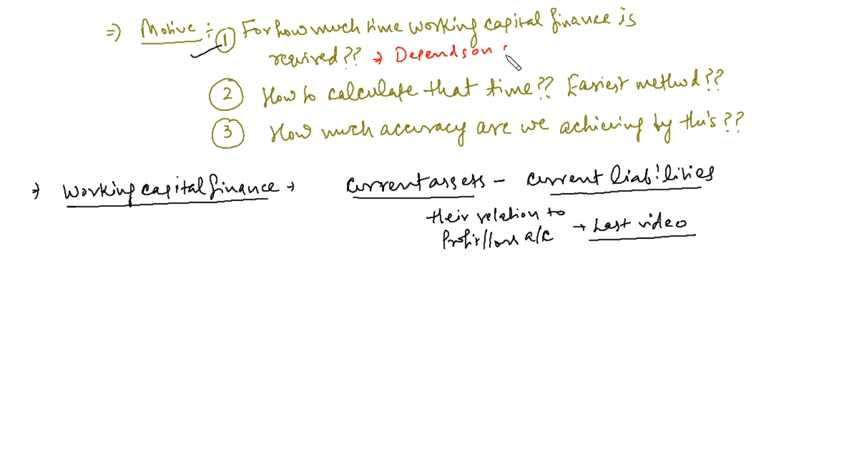 ⇒ Motive :- ① For how much time working capital finance is
required?? → Depends on
② How to calculate that time?? Easiest method??
③ How much accuracy are we achieving by this??
⇒ Working capital finance → Current assets - Current liabilities
their relation to
Profit/loss a/c → Last video